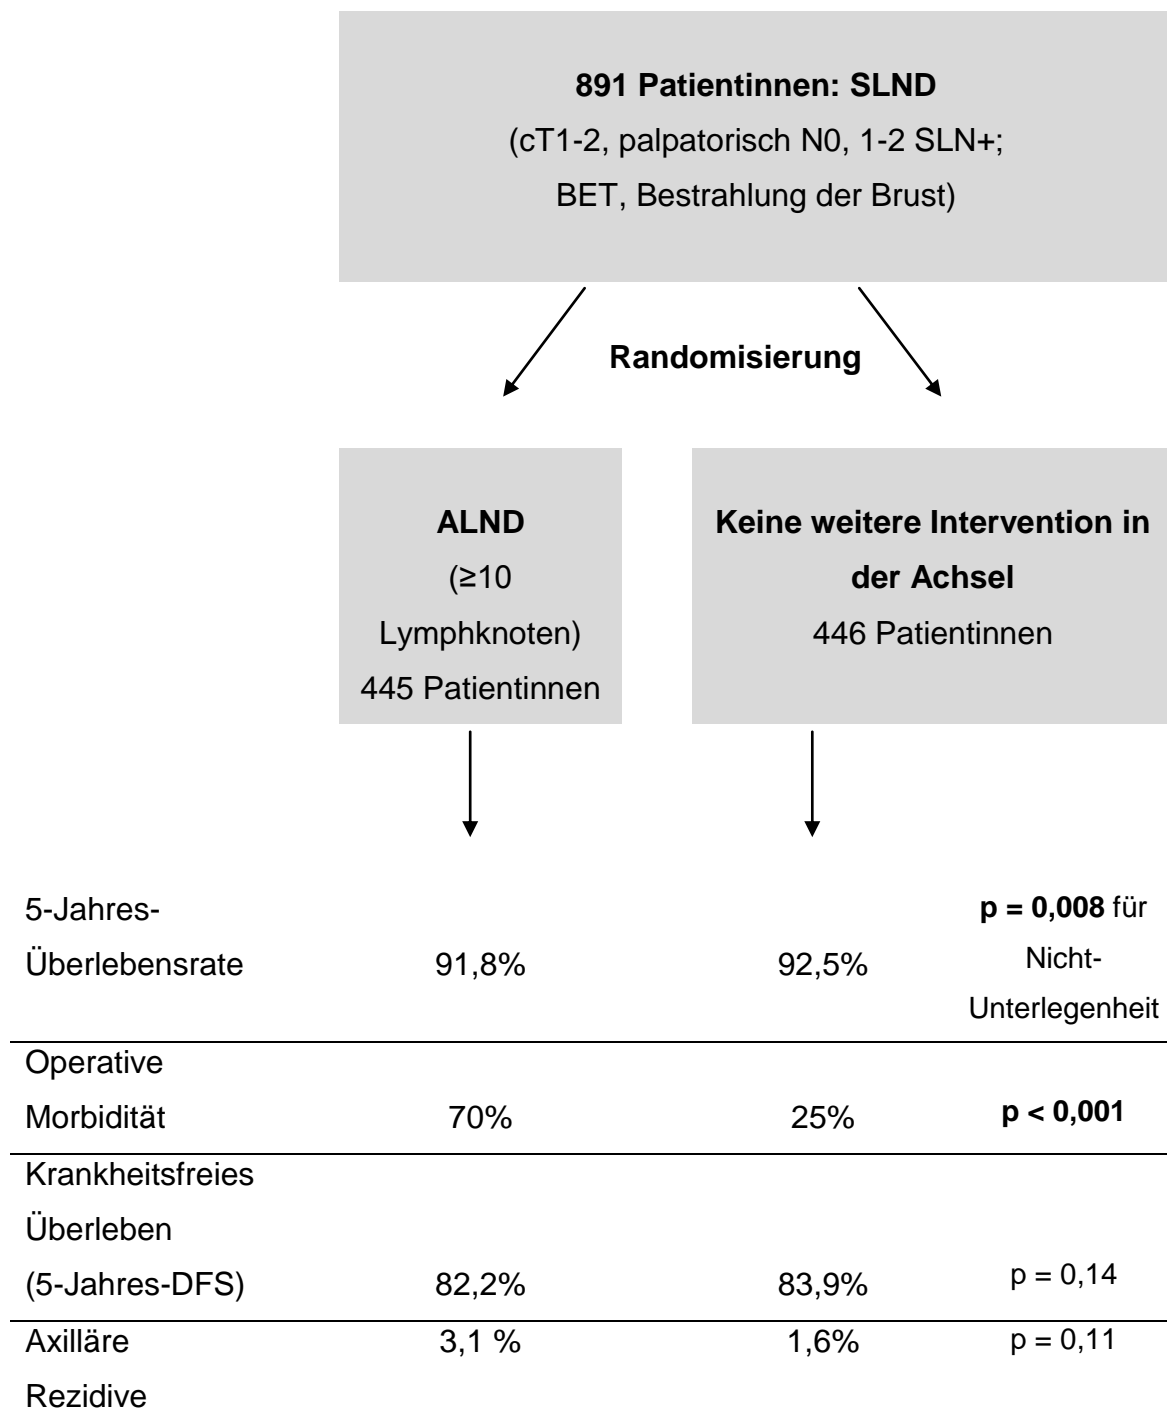 891 Patientinnen: SLND
(cT1-2, palpatorisch N0, 1-2 SLN+;
BET, Bestrahlung der Brust)
Randomisierung
ALND
(≥10
Lymphknoten)
445 Patientinnen
Keine weitere Intervention in
der Achsel
446 Patientinnen
5-Jahres-
Überlebensrate
91,8%
92,5%
p = 0,008 für
Nicht-
Unterlegenheit
Operative
Morbidität
70%
25%
p < 0,001
Krankheitsfreies
Überleben
(5-Jahres-DFS)
82,2%
83,9%
p = 0,14
Axilläre
Rezidive
3,1 %
1,6%
p = 0,11